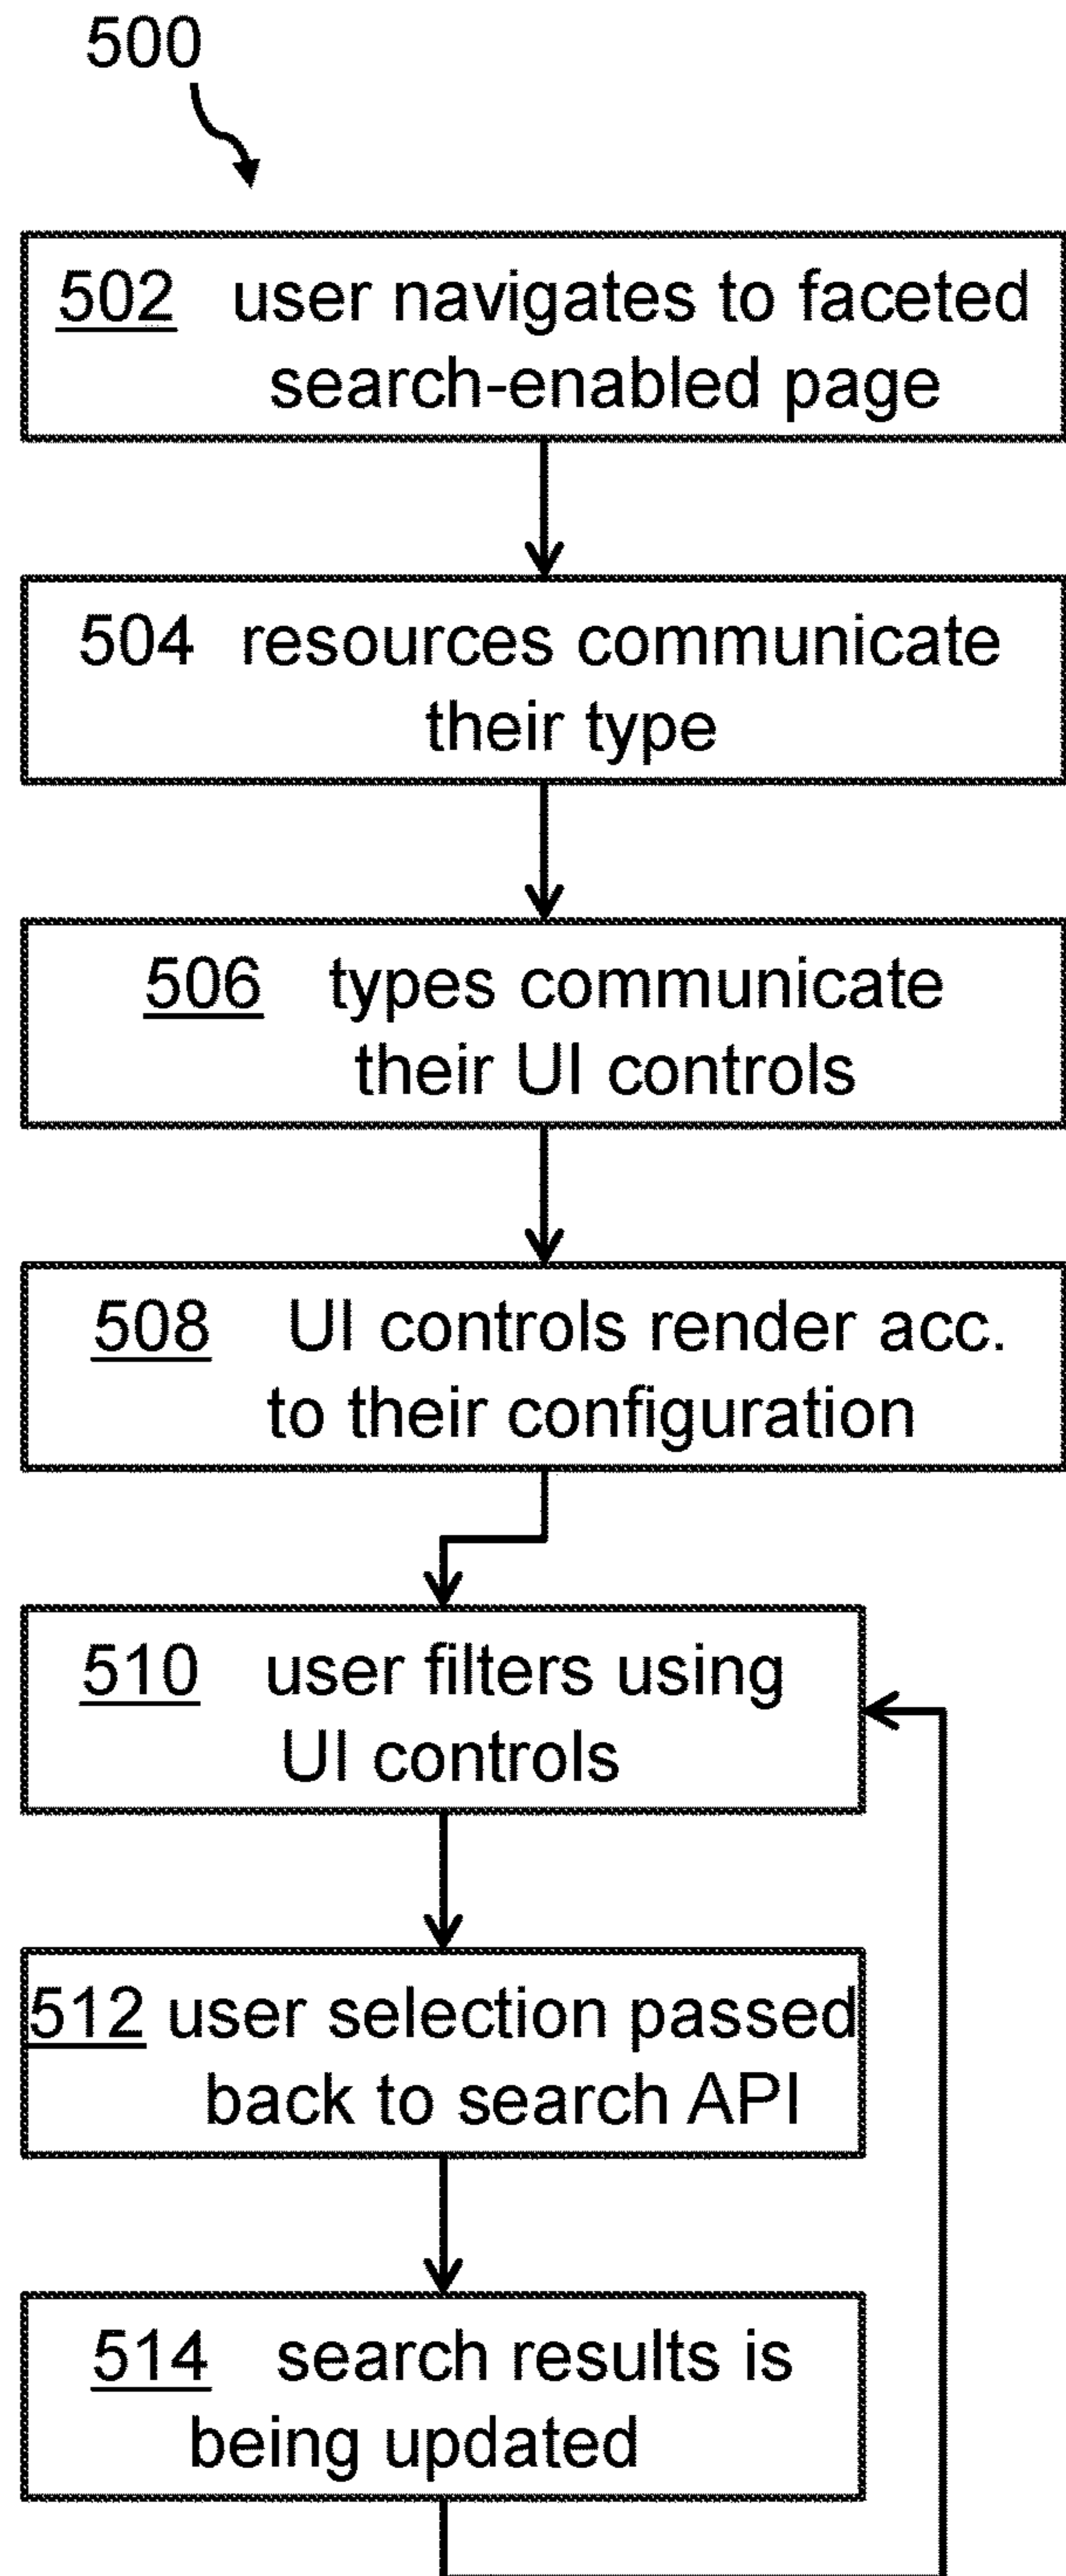 500
502 user navigates to faceted
search-enabled page
504 resources communicate
their type
506 types communicate
their UI controls
508 UI controls render acc.
to their configuration
510 user filters using
UI controls
512 user selection passed
back to search API
514 search results is
being updated